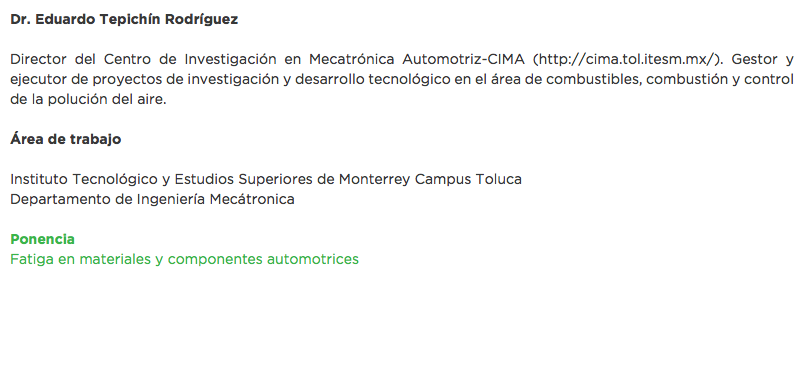 Dr. Eduardo Tepichín Rodríguez
Director del Centro de Investigación en Mecatrónica Automotriz-CIMA (http://cima.tol.itesm.mx/). Gestor y
ejecutor de proyectos de investigación y desarrollo tecnológico en el área de combustibles, combustión y control
de la polución del aire.
Área de trabajo
Instituto Tecnológico y Estudios Superiores de Monterrey Campus Toluca
Departamento de Ingeniería Mecátronica
Ponencia
Fatiga en materiales y componentes automotrices